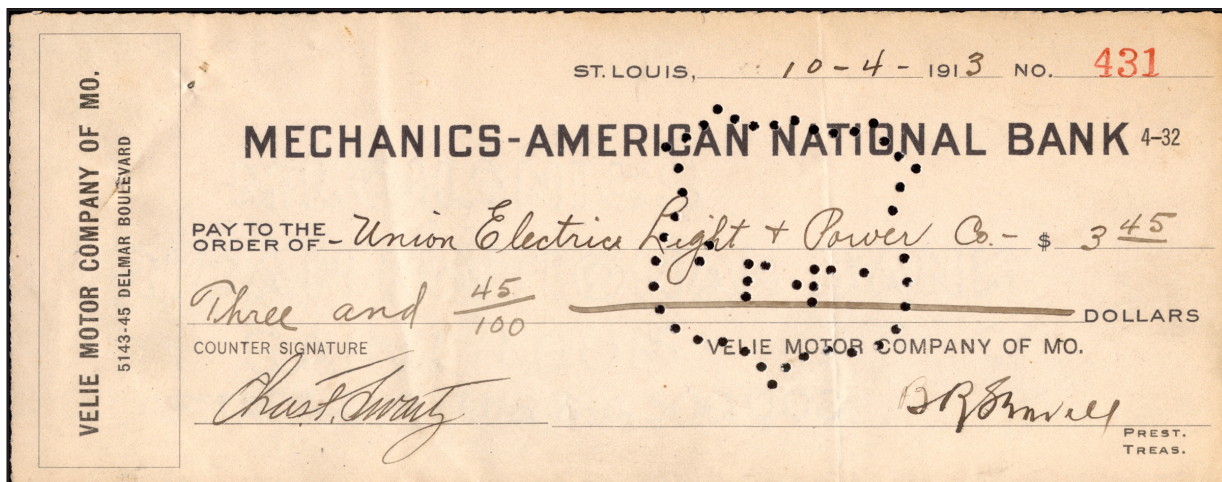 VELIE MOTOR COMPANY OF MO.
5143-45 DELMAR BOULEVARD
ST. LOUIS, 10-4- 1913 NO. 431
MECHANICS-AMERICAN NATIONAL BANK 4-32
PAY TO THE
ORDER OF - Union Electric Light + Power Co. - $ 3 45
Three and 45/100 DOLLARS
COUNTER SIGNATURE VELIE MOTOR COMPANY OF MO.
Chas. F. Swartz
PREST.
TREAS.